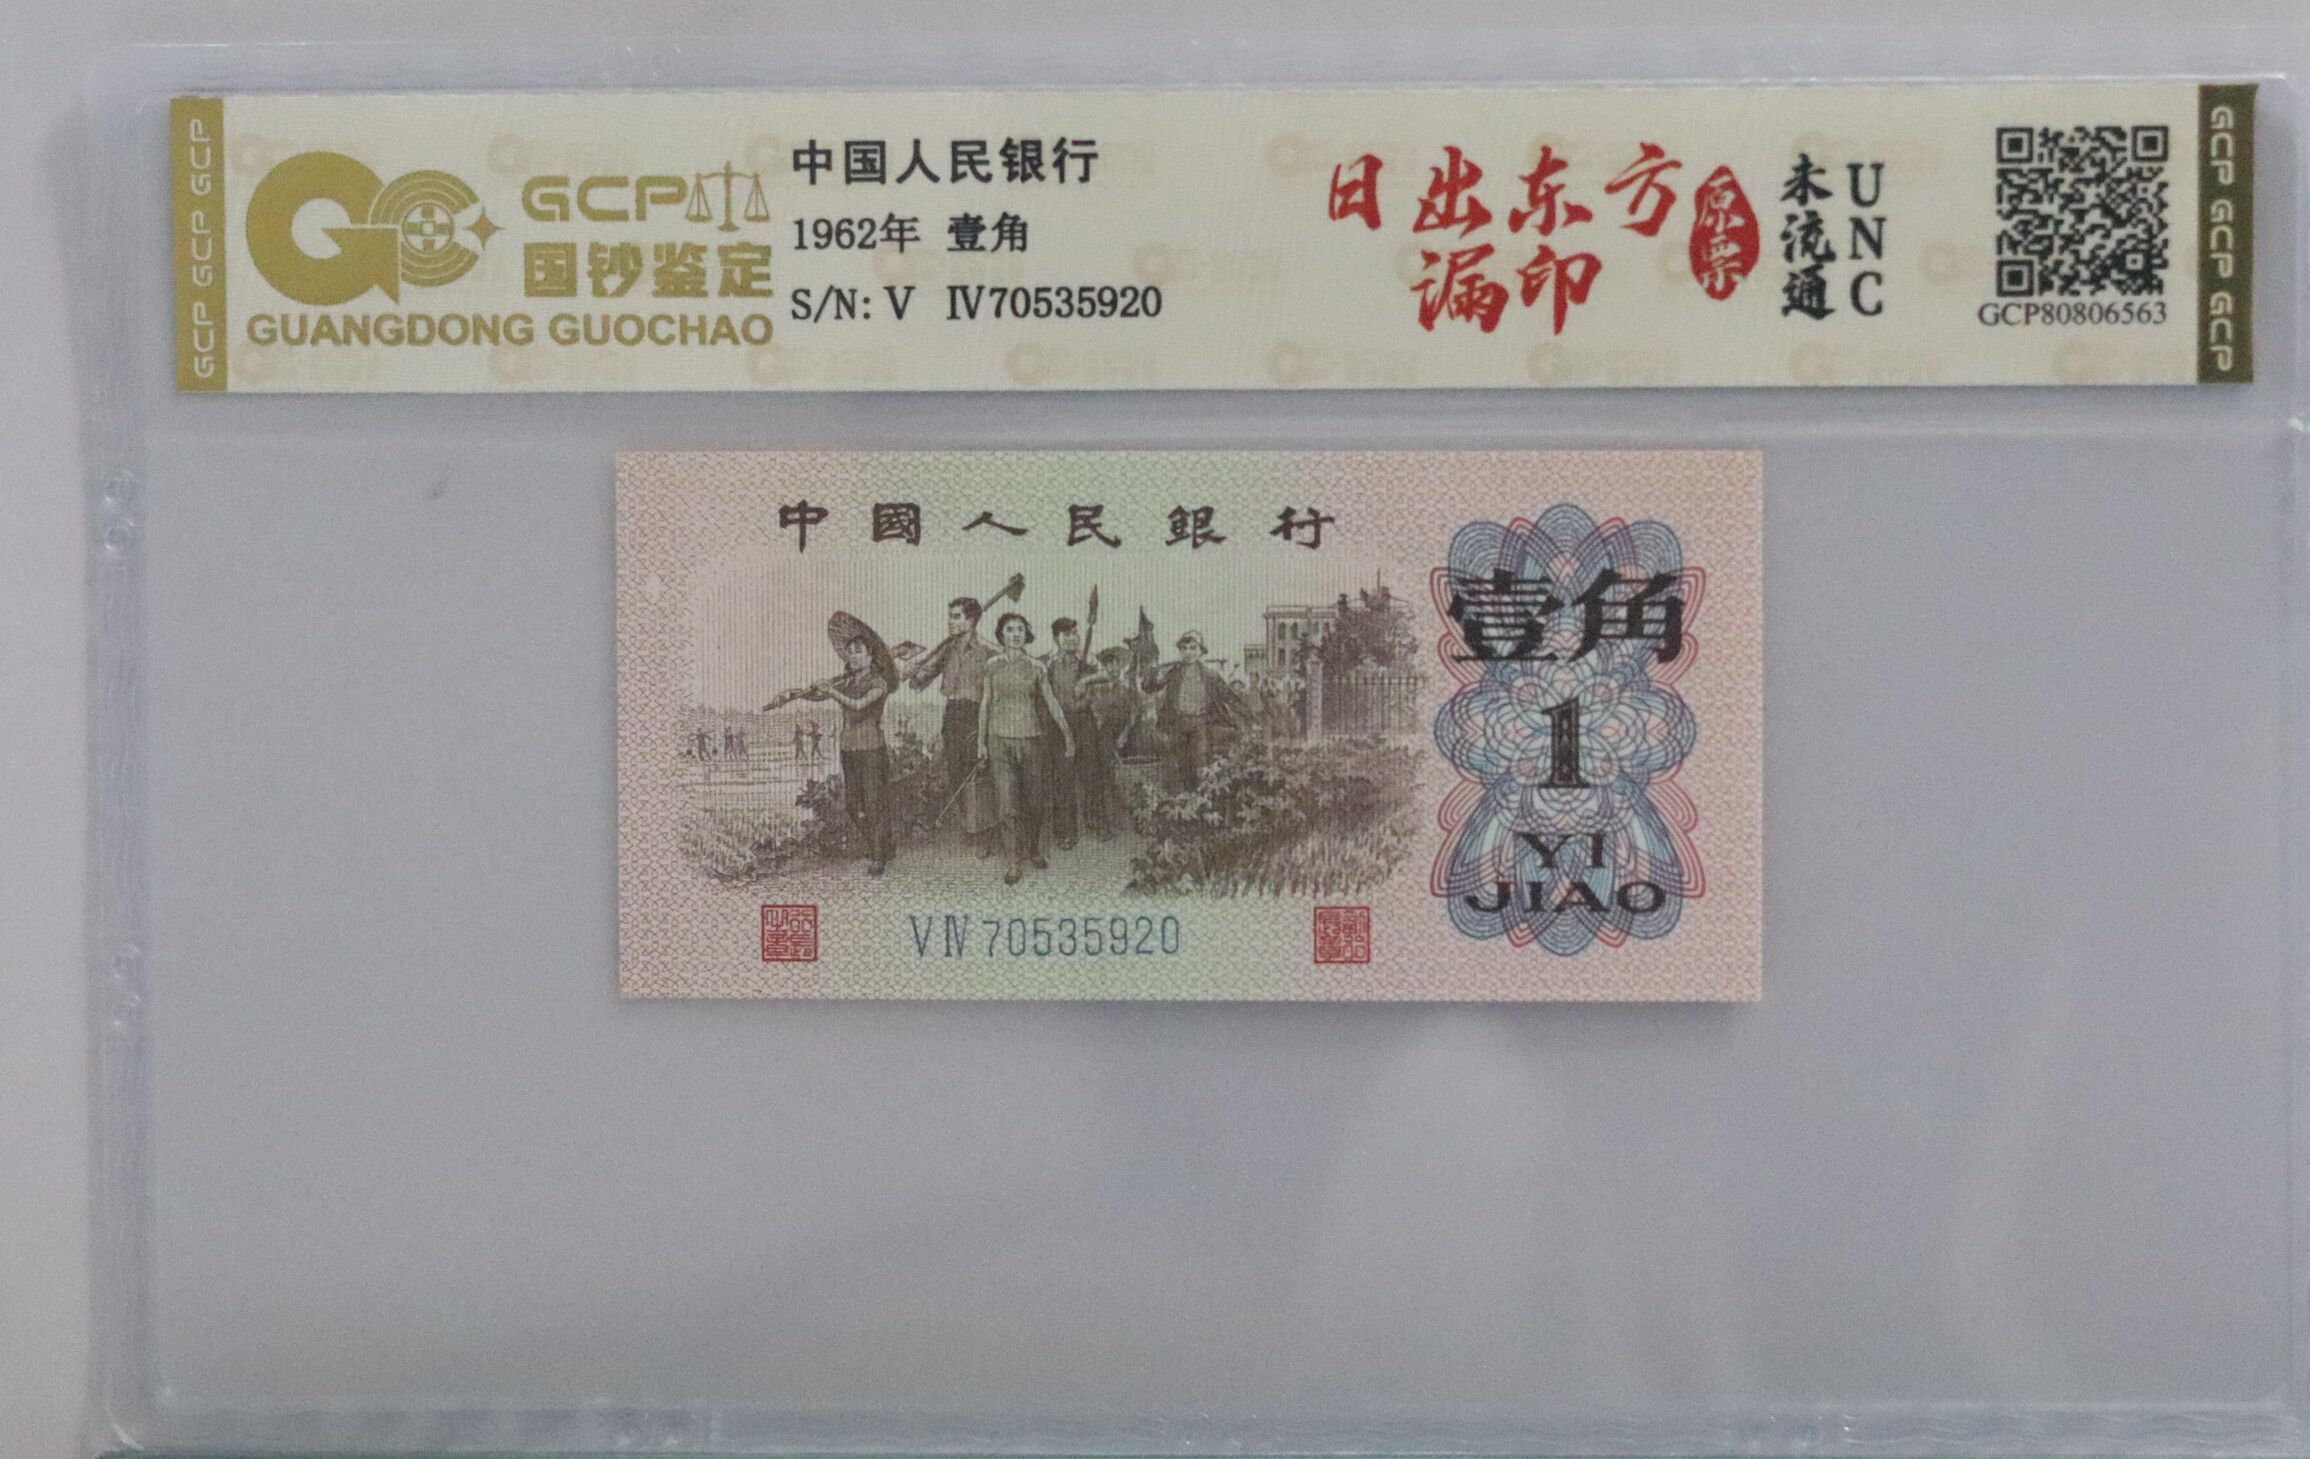 GCP GCP GCP
GCP
国钞鉴定
GUANGDONG GUOCHAO
中国人民银行
1962年 壹角
S/N: V IV70535920
日出东方
漏印
原票
未流通
UNC
GCP80806563
GCP GCP GCP
中國人民銀行
壹角
1
YI
JIAO
V IV 70535920